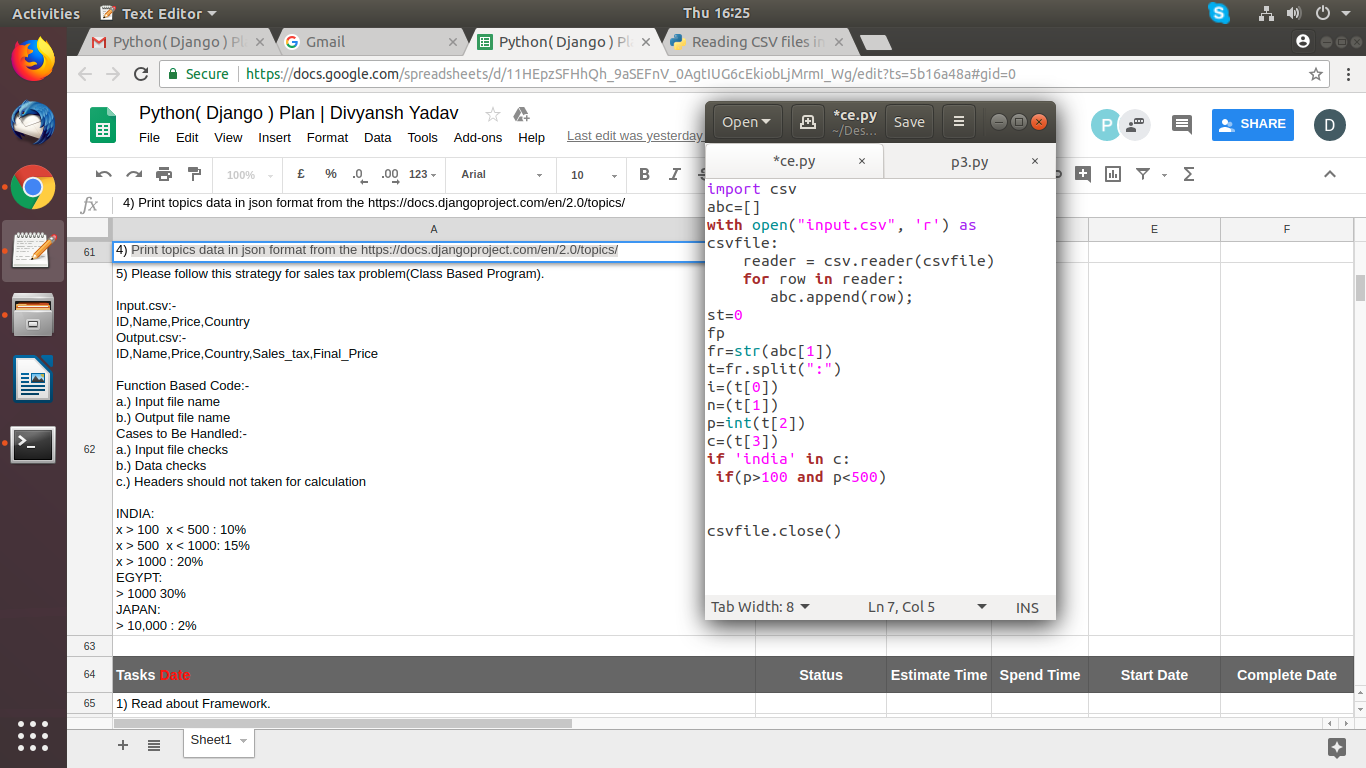 Activities
Text Editor
Thu 16:25
Python( Django ) Pl
Gmail
Python( Django ) P
Reading CSV files in
Secure
https://docs.google.com/spreadsheets/d/11HEpzSFHhQh_9aSEFnV_0AgtIUG6cEkiobLjMrmI_Wg/edit?ts=5b16a48a#gid=0
Python( Django ) Plan | Divyansh Yadav
File Edit View Insert Format Data Tools Add-ons Help
Last edit was yesterday
P
SHARE
D
100%
£ % .0 .00 123
Arial
10
B I S
Σ
fx
4) Print topics data in json format from the https://docs.djangoproject.com/en/2.0/topics/
A E F
61
4) Print topics data in json format from the https://docs.djangoproject.com/en/2.0/topics/
62
5) Please follow this strategy for sales tax problem(Class Based Program).
Input.csv:-
ID,Name,Price,Country
Output.csv:-
ID,Name,Price,Country,Sales_tax,Final_Price
Function Based Code:-
a.) Input file name
b.) Output file name
Cases to Be Handled:-
a.) Input file checks
b.) Data checks
c.) Headers should not taken for calculation
INDIA:
x > 100  x < 500 : 10%
x > 500  x < 1000: 15%
x > 1000 : 20%
EGYPT:
> 1000 30%
JAPAN:
> 10,000 : 2%
63
64
Tasks Date
Status
Estimate Time
Spend Time
Start Date
Complete Date
65
1) Read about Framework.
Sheet1
Open
*ce.py
~/Des...
Save
*ce.py
p3.py
import csv
abc=[]
with open("input.csv", 'r') as
csvfile:
    reader = csv.reader(csvfile)
    for row in reader:
       abc.append(row);
st=0
fp
fr=str(abc[1])
t=fr.split(":")
i=(t[0])
n=(t[1])
p=int(t[2])
c=(t[3])
if 'india' in c:
 if(p>100 and p<500)
csvfile.close()
Tab Width: 8
Ln 7, Col 5
INS